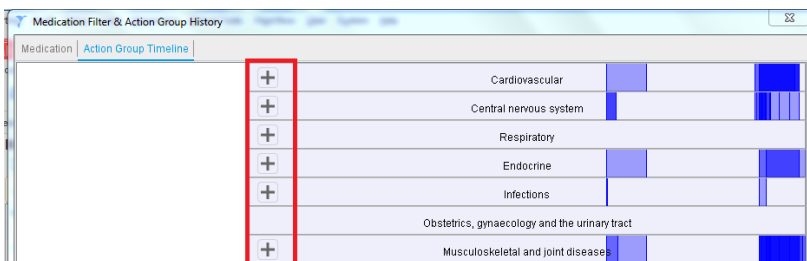 Medication Filter & Action Group History
Medication
Action Group Timeline
Cardiovascular
Central nervous system
Respiratory
Endocrine
Infections
Obstetrics, gynaecology and the urinary tract
Musculoskeletal and joint diseases